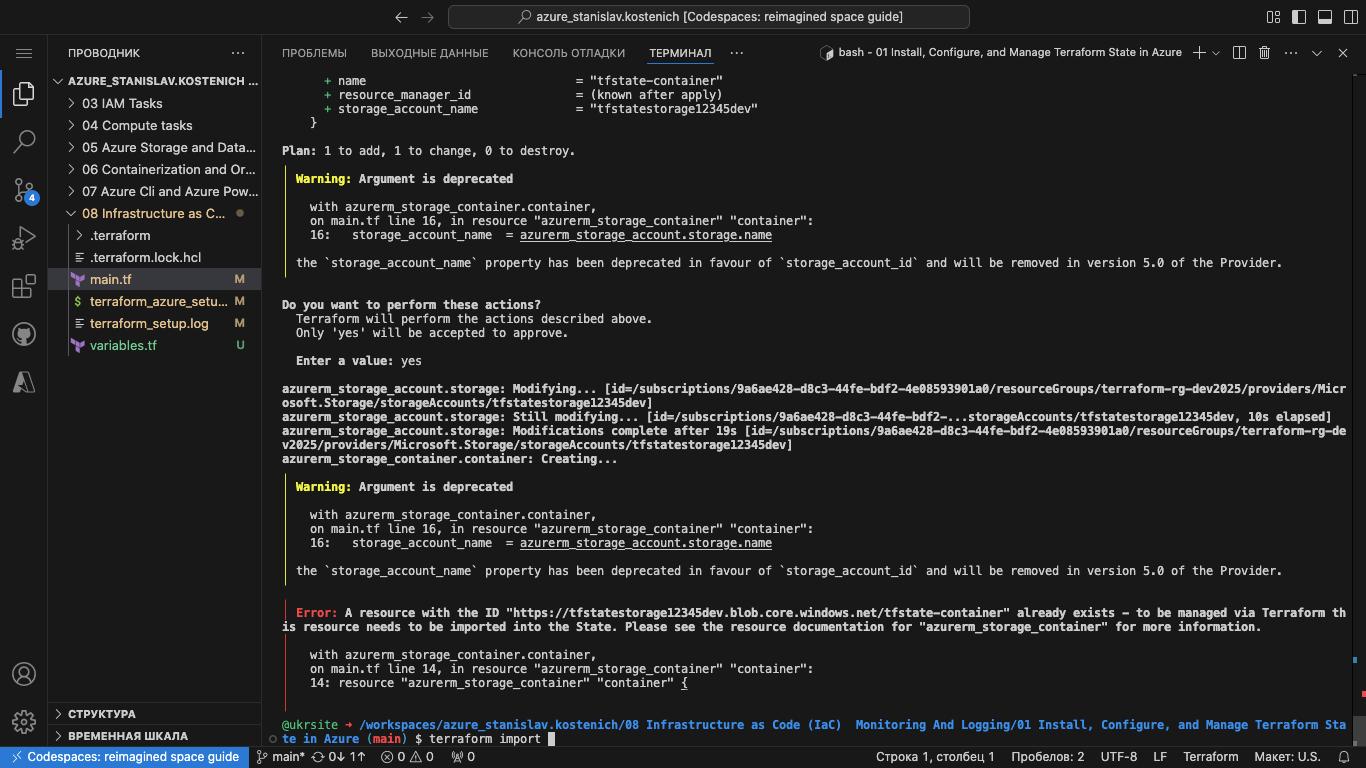 azure_stanislav.kostenich [Codespaces: reimagined space guide]
ПРОВОДНИК
AZURE_STANISLAV.KOSTENICH ...
03 IAM Tasks
04 Compute tasks
05 Azure Storage and Data...
06 Containerization and Or...
07 Azure Cli and Azure Pow...
08 Infrastructure as C...
.terraform
.terraform.lock.hcl
main.tf M
$ terraform_azure_setu... M
terraform_setup.log M
variables.tf U
4
СТРУКТУРА
ВРЕМЕННАЯ ШКАЛА
ПРОБЛЕМЫ ВЫХОДНЫЕ ДАННЫЕ КОНСОЛЬ ОТЛАДКИ ТЕРМИНАЛ ... bash - 01 Install, Configure, and Manage Terraform State in Azure
+ name = "tfstate-container"
+ resource_manager_id = (known after apply)
+ storage_account_name = "tfstatestorage12345dev"
}
Plan: 1 to add, 1 to change, 0 to destroy.
Warning: Argument is deprecated
with azurerm_storage_container.container,
on main.tf line 16, in resource "azurerm_storage_container" "container":
16: storage_account_name = azurerm_storage_account.storage.name
the `storage_account_name` property has been deprecated in favour of `storage_account_id` and will be removed in version 5.0 of the Provider.
Do you want to perform these actions?
Terraform will perform the actions described above.
Only 'yes' will be accepted to approve.
Enter a value: yes
azurerm_storage_account.storage: Modifying... [id=/subscriptions/9a6ae428-d8c3-44fe-bdf2-4e08593901a0/resourceGroups/terraform-rg-dev2025/providers/Micr
osoft.Storage/storageAccounts/tfstatestorage12345dev]
azurerm_storage_account.storage: Still modifying... [id=/subscriptions/9a6ae428-d8c3-44fe-bdf2-...storageAccounts/tfstatestorage12345dev, 10s elapsed]
azurerm_storage_account.storage: Modifications complete after 19s [id=/subscriptions/9a6ae428-d8c3-44fe-bdf2-4e08593901a0/resourceGroups/terraform-rg-de
v2025/providers/Microsoft.Storage/storageAccounts/tfstatestorage12345dev]
azurerm_storage_container.container: Creating...
Warning: Argument is deprecated
with azurerm_storage_container.container,
on main.tf line 16, in resource "azurerm_storage_container" "container":
16: storage_account_name = azurerm_storage_account.storage.name
the `storage_account_name` property has been deprecated in favour of `storage_account_id` and will be removed in version 5.0 of the Provider.
Error: A resource with the ID "https://tfstatestorage12345dev.blob.core.windows.net/tfstate-container" already exists - to be managed via Terraform th
is resource needs to be imported into the State. Please see the resource documentation for "azurerm_storage_container" for more information.
with azurerm_storage_container.container,
on main.tf line 14, in resource "azurerm_storage_container" "container":
14: resource "azurerm_storage_container" "container" {
@ukrsite → /workspaces/azure_stanislav.kostenich/08 Infrastructure as Code (IaC)  Monitoring And Logging/01 Install, Configure, and Manage Terraform Sta
te in Azure (main) $ terraform import
Codespaces: reimagined space guide main* 0↓ 1↑ 0 0 0 Строка 1, столбец 1 Пробелов: 2 UTF-8 LF Terraform Макет: U.S.